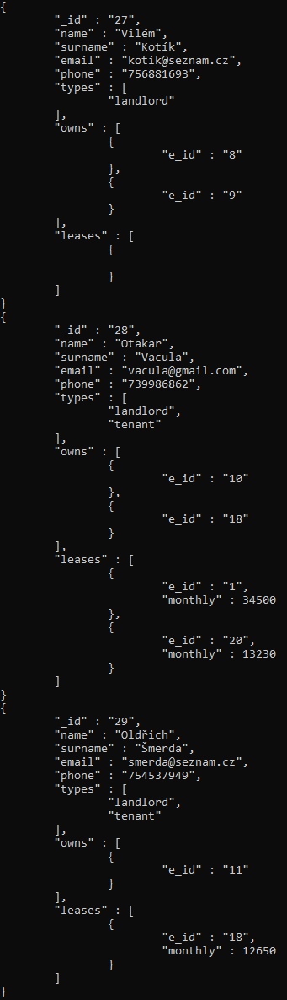 {
        "_id" : "27",
        "name" : "Vilém",
        "surname" : "Kotík",
        "email" : "kotik@seznam.cz",
        "phone" : "756881693",
        "types" : [
                "landlord"
        ],
        "owns" : [
                {
                        "e_id" : "8"
                },
                {
                        "e_id" : "9"
                }
        ],
        "leases" : [
                {

                }
        ]
}
{
        "_id" : "28",
        "name" : "Otakar",
        "surname" : "Vacula",
        "email" : "vacula@gmail.com",
        "phone" : "739986862",
        "types" : [
                "landlord",
                "tenant"
        ],
        "owns" : [
                {
                        "e_id" : "10"
                },
                {
                        "e_id" : "18"
                }
        ],
        "leases" : [
                {
                        "e_id" : "1",
                        "monthly" : 34500
                },
                {
                        "e_id" : "20",
                        "monthly" : 13230
                }
        ]
}
{
        "_id" : "29",
        "name" : "Oldřich",
        "surname" : "Šmerda",
        "email" : "smerda@seznam.cz",
        "phone" : "754537949",
        "types" : [
                "landlord",
                "tenant"
        ],
        "owns" : [
                {
                        "e_id" : "11"
                }
        ],
        "leases" : [
                {
                        "e_id" : "18",
                        "monthly" : 12650
                }
        ]
}